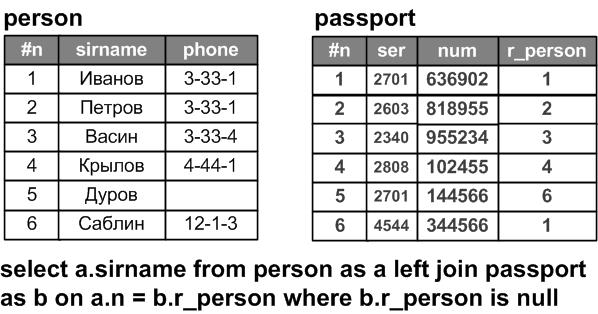 person
#n sirname phone
1 Иванов 3-33-1
2 Петров 3-33-1
3 Васин 3-33-4
4 Крылов 4-44-1
5 Дуров
6 Саблин 12-1-3
passport
#n ser num r_person
1 2701 636902 1
2 2603 818955 2
3 2340 955234 3
4 2808 102455 4
5 2701 144566 6
6 4544 344566 1
select a.sirname from person as a left join passport
as b on a.n = b.r_person where b.r_person is null